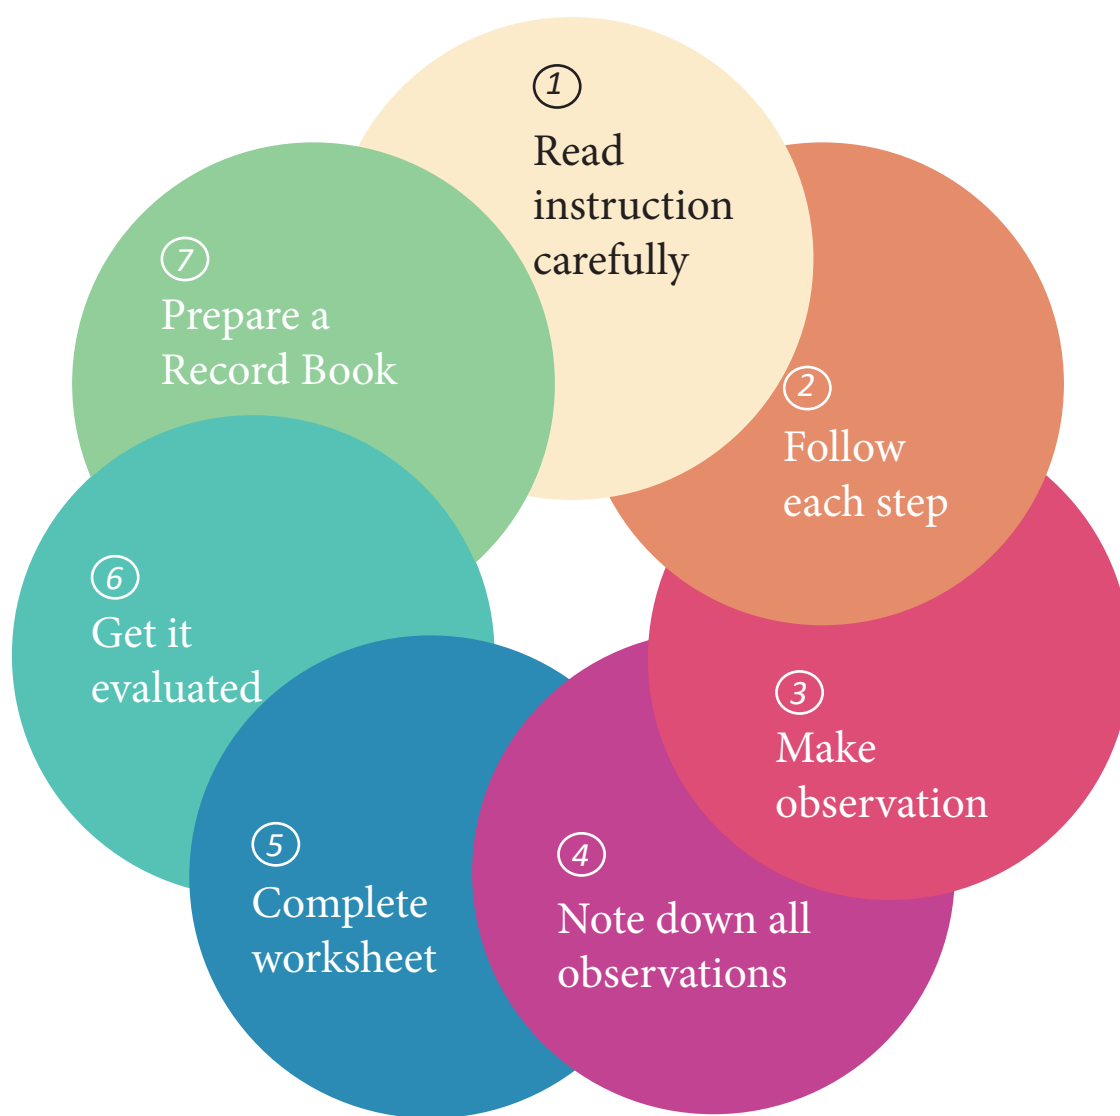 1
Read
instruction
carefully
2
Follow
each step
3
Make
observation
4
Note down all
observations
5
Complete
worksheet
6
Get it
evaluated
7
Prepare a
Record Book